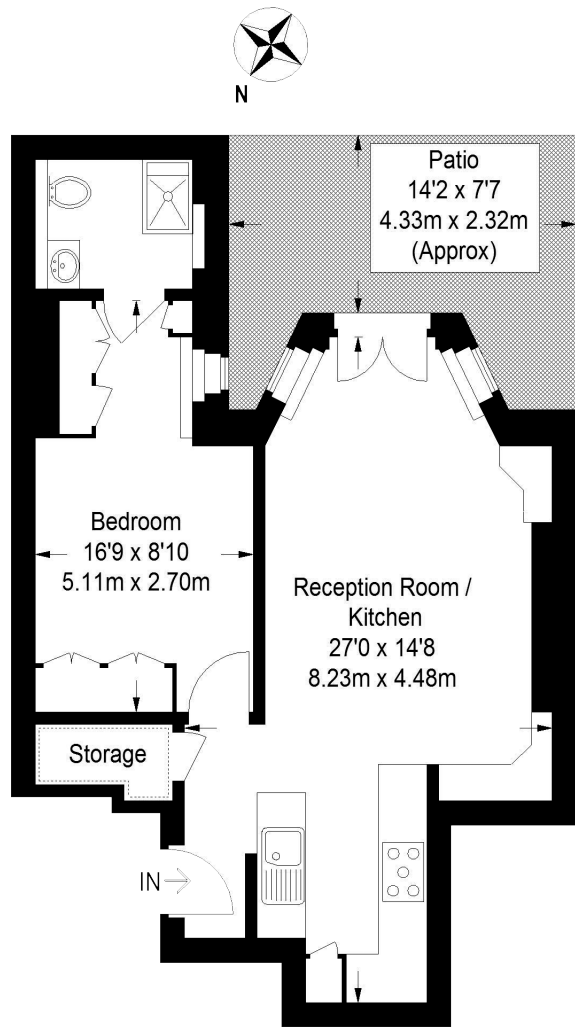 N
Patio
14'2 x 7'7
4.33m x 2.32m
(Approx)
Bedroom
16'9 x 8'10
5.11m x 2.70m
Reception Room /
Kitchen
27'0 x 14'8
8.23m x 4.48m
Storage
IN